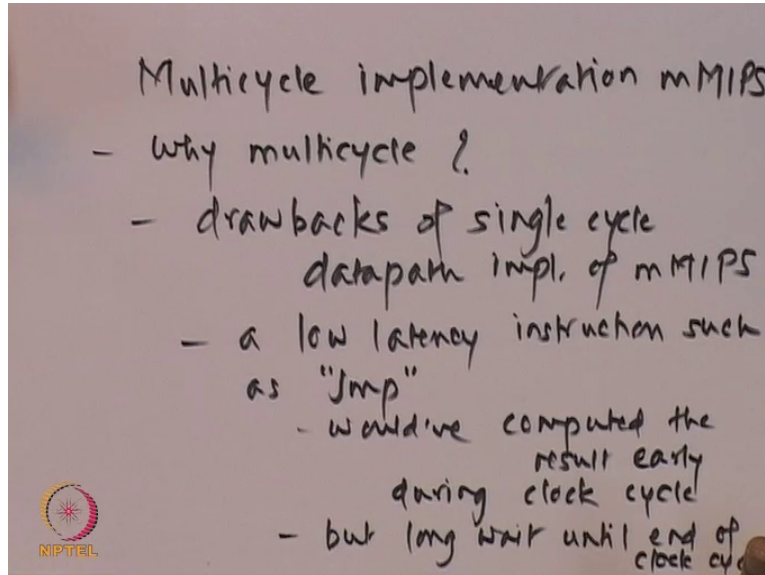 Multicycle implementation mMIPS
- Why multicycle ?
- drawbacks of single cycle
datapath impl. of mMIPS
- a low latency instruction such
as "Jmp"
- would've computed the
result early
during clock cycle
- but long wait until end of
clock cyc
NPTEL